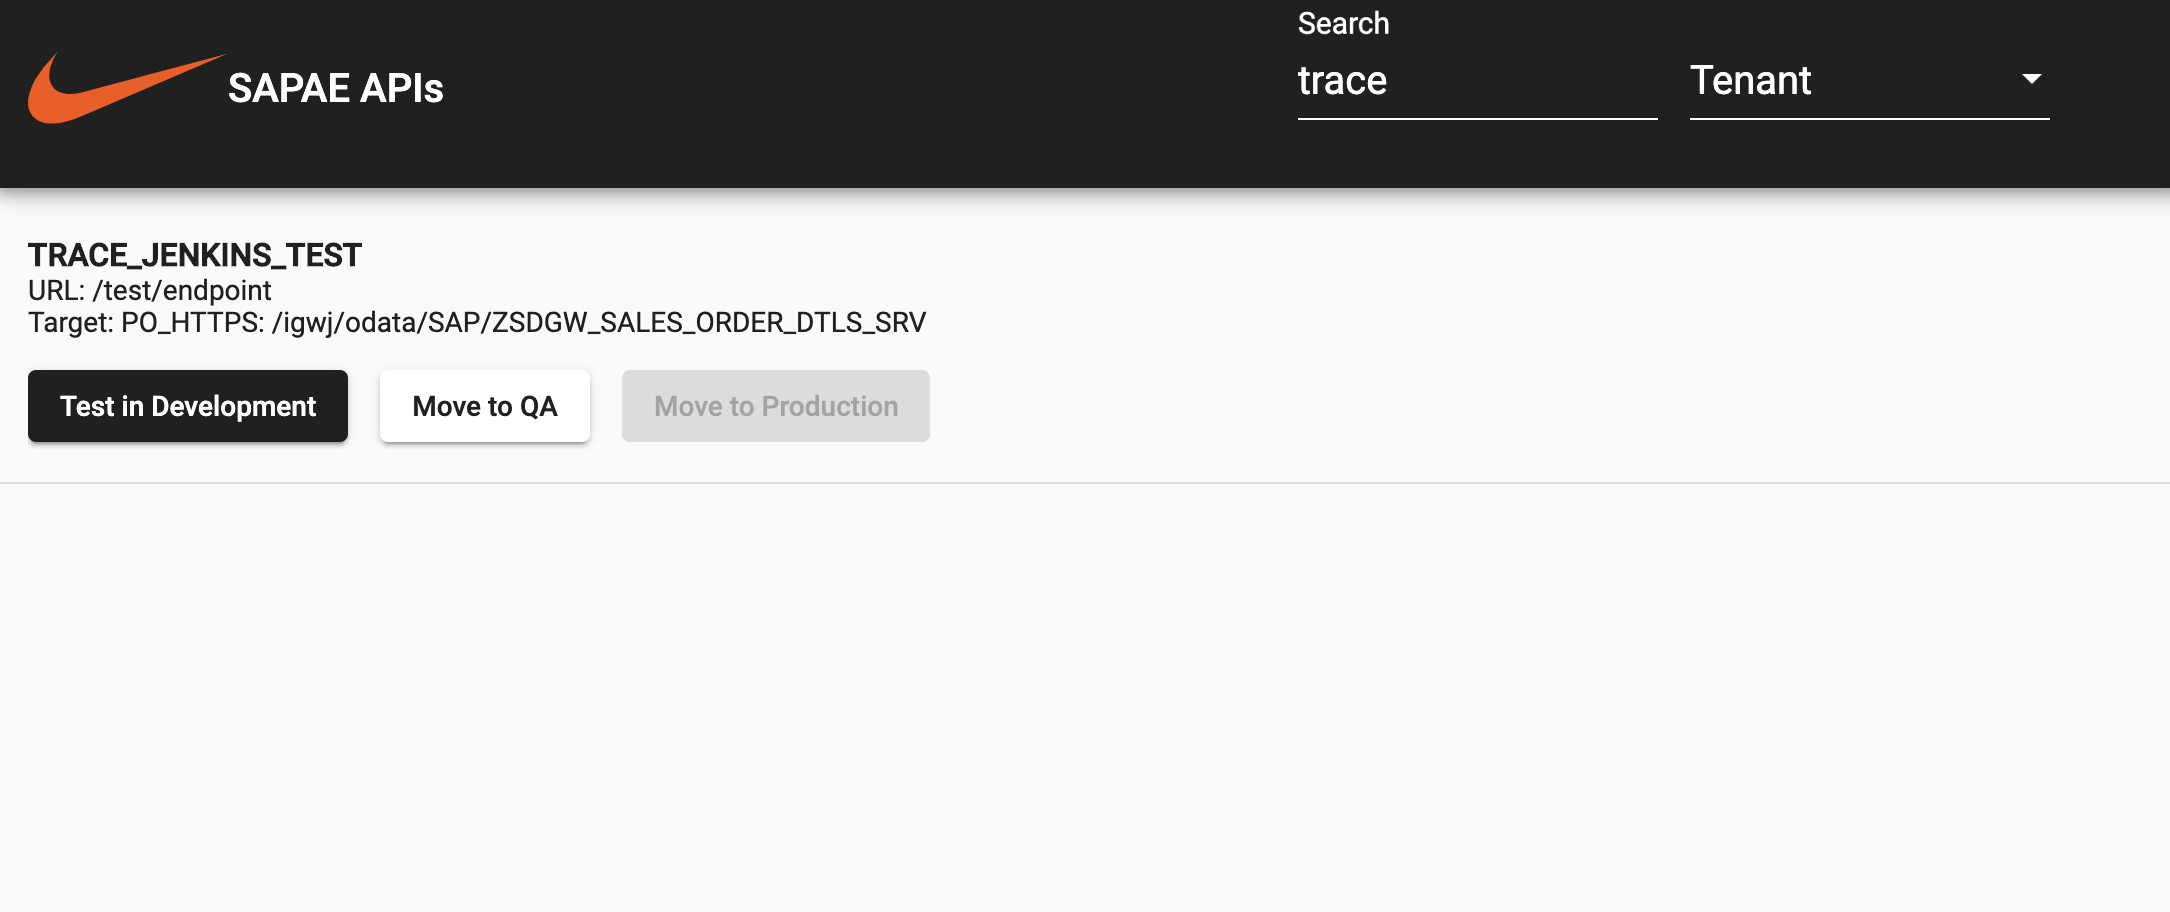 SAPAE APIs
Search
trace
Tenant
TRACE_JENKINS_TEST
URL: /test/endpoint
Target: PO_HTTPS: /igwj/odata/SAP/ZSDGW_SALES_ORDER_DTLS_SRV
Test in Development
Move to QA
Move to Production